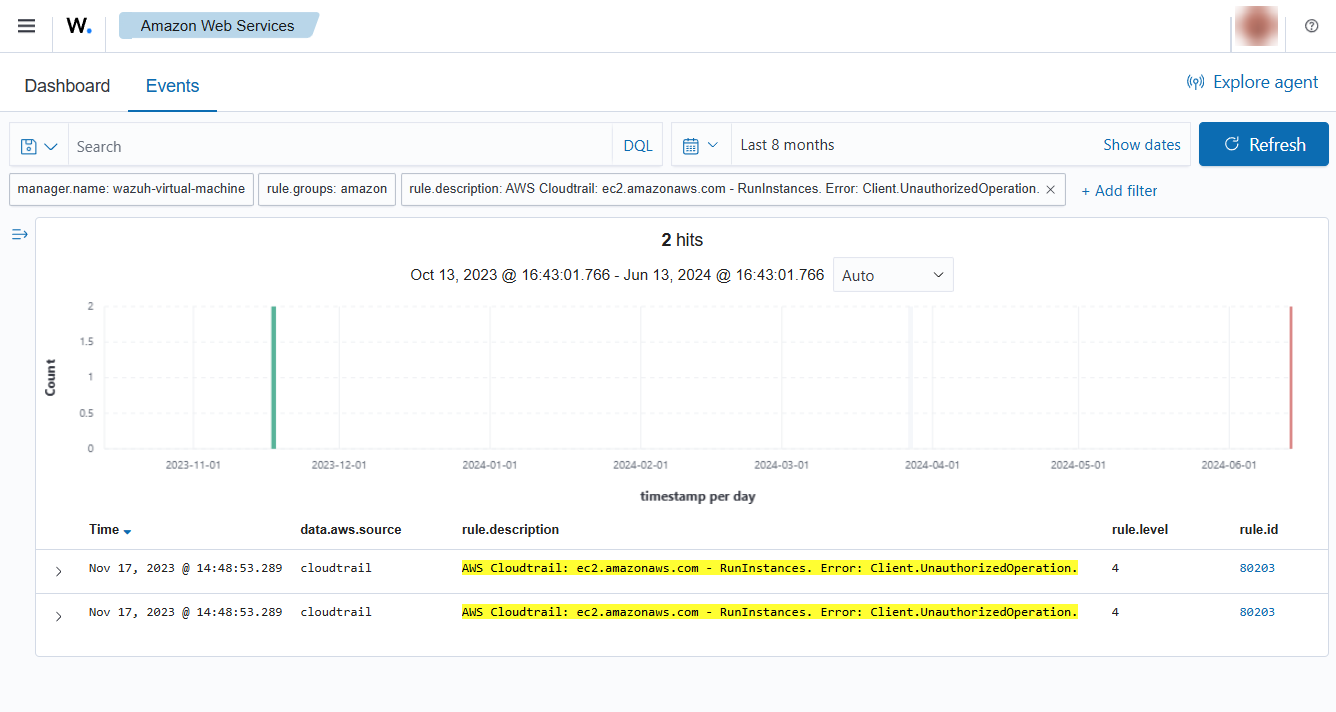 W. Amazon Web Services
Dashboard Events Explore agent
Search DQL Last 8 months Show dates Refresh
manager.name: wazuh-virtual-machine rule.groups: amazon rule.description: AWS Cloudtrail: ec2.amazonaws.com - RunInstances. Error: Client.UnauthorizedOperation. × + Add filter
2 hits
Oct 13, 2023 @ 16:43:01.766 - Jun 13, 2024 @ 16:43:01.766 Auto
2
1.5
1
0.5
0
Count
2023-11-01 2023-12-01 2024-01-01 2024-02-01 2024-03-01 2024-04-01 2024-05-01 2024-06-01
timestamp per day
Time data.aws.source rule.description rule.level rule.id
Nov 17, 2023 @ 14:48:53.289 cloudtrail AWS Cloudtrail: ec2.amazonaws.com - RunInstances. Error: Client.UnauthorizedOperation. 4 80203
Nov 17, 2023 @ 14:48:53.289 cloudtrail AWS Cloudtrail: ec2.amazonaws.com - RunInstances. Error: Client.UnauthorizedOperation. 4 80203